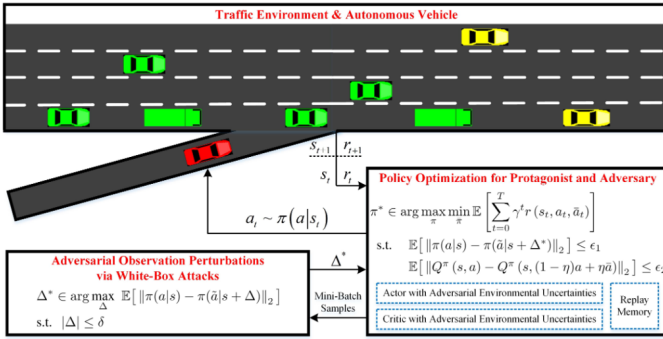 Traffic Environment & Autonomous Vehicle
s_{t+1} r_{t+1}
s_t r_t
a_t ~ π(a|s_t)
Policy Optimization for Protagonist and Adversary
π* ∈ arg max_π min_{π̄} 𝔼 [ ∑_{t=0}^{T} γ^t r (s_t, a_t, ā_t) ]
s.t. 𝔼[‖π(a|s) − π(ã|s + Δ*)‖₂] ≤ ϵ₁
𝔼[‖Q^π (s, a) − Q^π (s, (1 − η)a + ηā)‖₂] ≤ ϵ₂
Actor with Adversarial Environmental Uncertainties
Critic with Adversarial Environmental Uncertainties
Replay
Memory
Adversarial Observation Perturbations
via White-Box Attacks
Δ* ∈ arg max_Δ 𝔼[‖π(a|s) − π(ã|s + Δ)‖₂]
s.t. |Δ| ≤ δ
Δ*
Mini-Batch
Samples